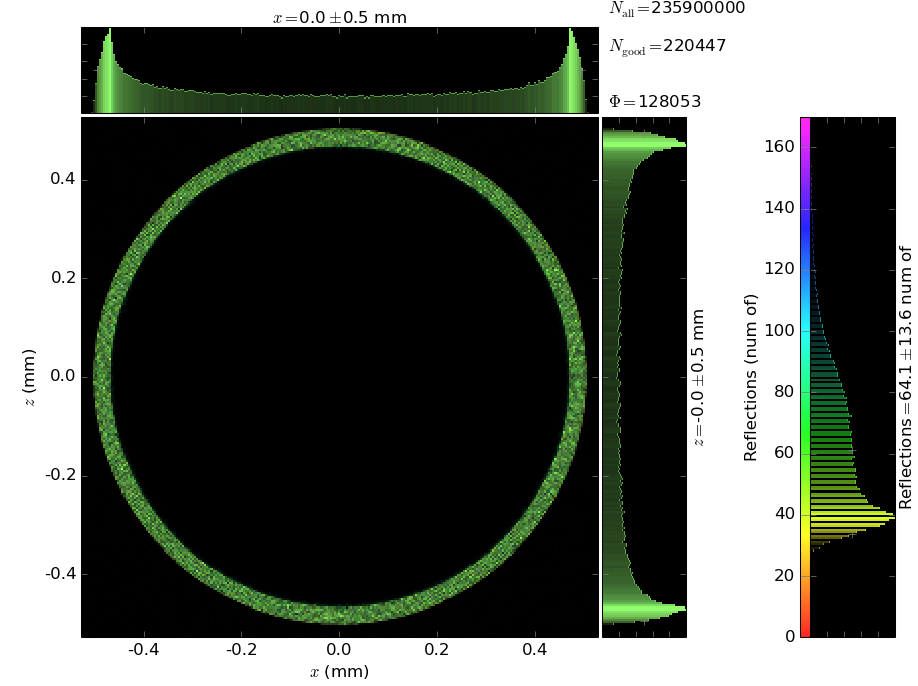 x = 0.0 ± 0.5 mm
N_all = 235900000
N_good = 220447
Φ = 128053
0.4
0.2
0.0
-0.2
-0.4
z (mm)
-0.4
-0.2
0.0
0.2
0.4
x (mm)
z = -0.0 ± 0.5 mm
160
140
120
100
80
60
40
20
0
Reflections (num of)
Reflections = 64.1 ± 13.6 num of